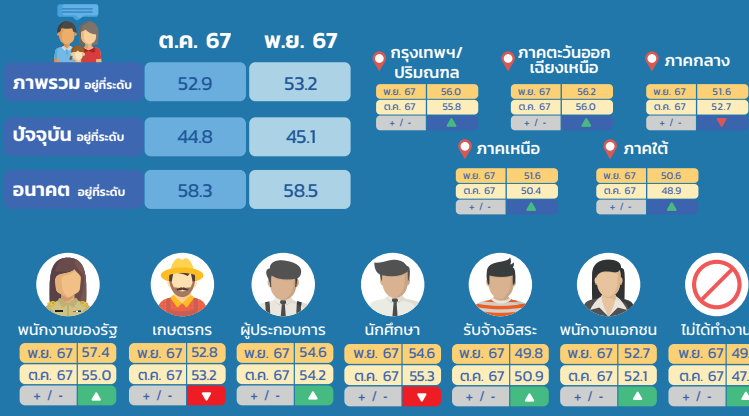 ต.ค. 67 พ.ย. 67
ภาพรวม อยู่ที่ระดับ 52.9 53.2
ปัจจุบัน อยู่ที่ระดับ 44.8 45.1
อนาคต อยู่ที่ระดับ 58.3 58.5
กรุงเทพฯ/
ปริมณฑล
พ.ย. 67 56.0
ต.ค. 67 55.8
+ / -
ภาคตะวันออก
เฉียงเหนือ
พ.ย. 67 56.2
ต.ค. 67 56.0
+ / -
ภาคกลาง
พ.ย. 67 51.6
ต.ค. 67 52.7
+ / -
ภาคเหนือ
พ.ย. 67 51.6
ต.ค. 67 50.4
+ / -
ภาคใต้
พ.ย. 67 50.6
ต.ค. 67 48.9
+ / -
พนักงานของรัฐ
พ.ย. 67 57.4
ต.ค. 67 55.0
+ / -
เกษตรกร
พ.ย. 67 52.8
ต.ค. 67 53.2
+ / -
ผู้ประกอบการ
พ.ย. 67 54.6
ต.ค. 67 54.2
+ / -
นักศึกษา
พ.ย. 67 54.6
ต.ค. 67 55.3
+ / -
รับจ้างอิสระ
พ.ย. 67 49.8
ต.ค. 67 50.9
+ / -
พนักงานเอกชน
พ.ย. 67 52.7
ต.ค. 67 52.1
+ / -
ไม่ได้ทำงาน
พ.ย. 67 49.
ต.ค. 67 47.
+ / -